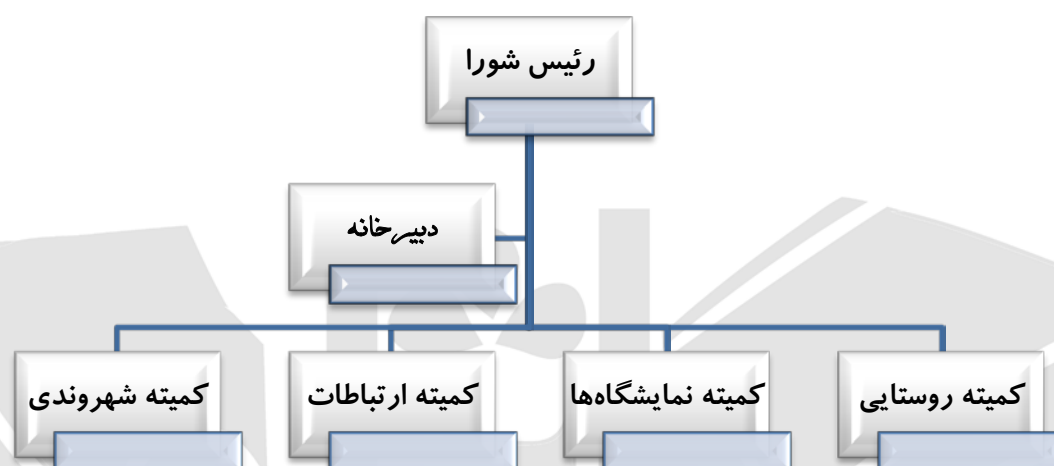 رئیس شورا
دبیرخانه
کمیته روستایی
کمیته نمایشگاه‌ها
کمیته ارتباطات
کمیته شهروندی